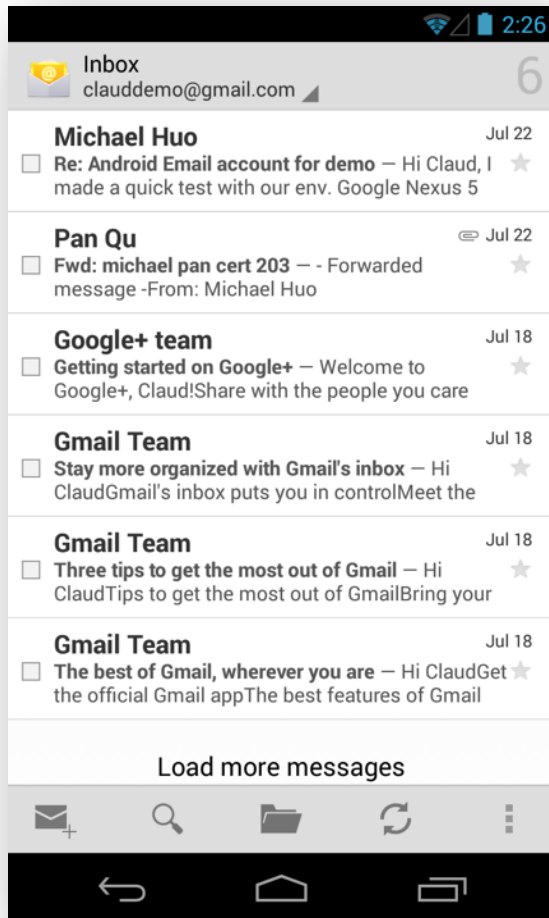 2:26
Inbox
clauddemo@gmail.com
6
Michael Huo
Jul 22
Re: Android Email account for demo — Hi Claud, I
made a quick test with our env. Google Nexus 5
Pan Qu
Jul 22
Fwd: michael pan cert 203 — - Forwarded
message -From: Michael Huo
Google+ team
Jul 18
Getting started on Google+ — Welcome to
Google+, Claud!Share with the people you care
Gmail Team
Jul 18
Stay more organized with Gmail's inbox — Hi
ClaudGmail's inbox puts you in controlMeet the
Gmail Team
Jul 18
Three tips to get the most out of Gmail — Hi
ClaudTips to get the most out of GmailBring your
Gmail Team
Jul 18
The best of Gmail, wherever you are — Hi ClaudGet
the official Gmail appThe best features of Gmail
Load more messages